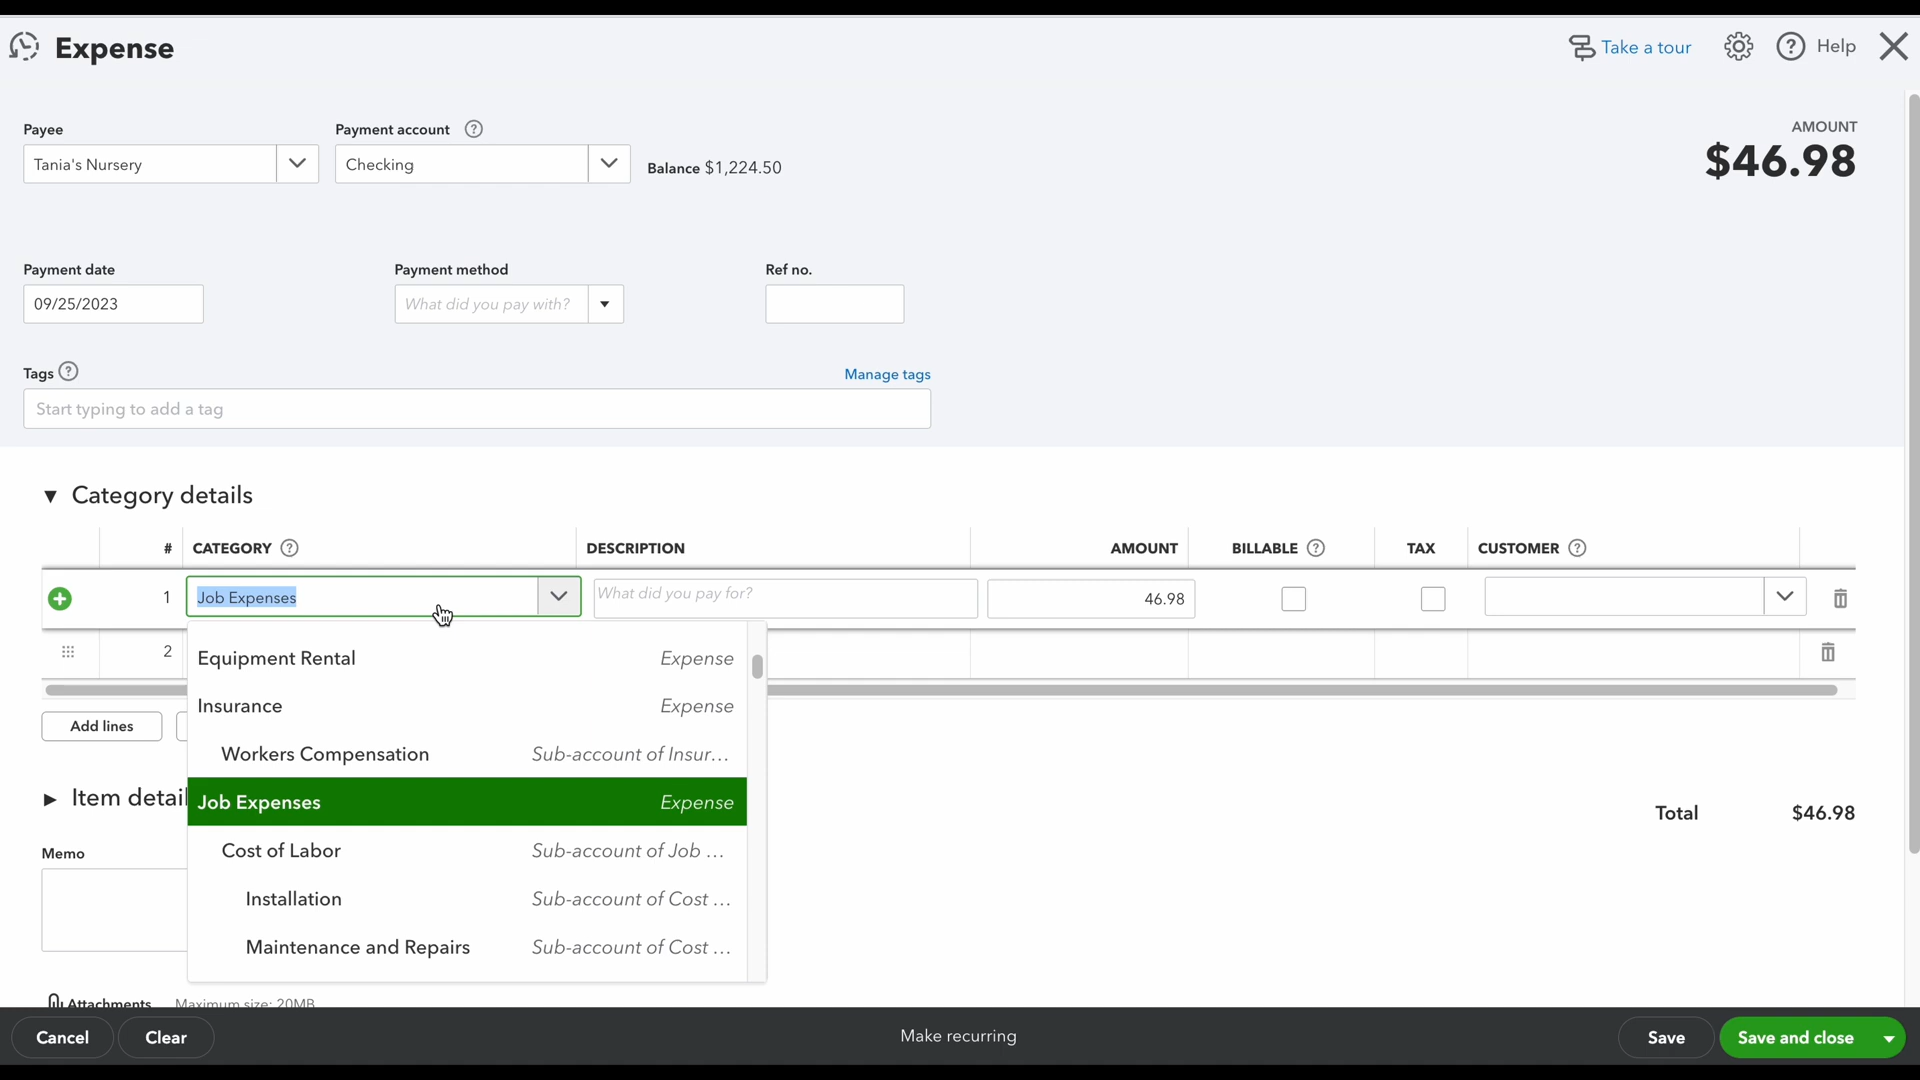 Expense
Take a tour
Help
Payee
Payment account
AMOUNT
Tania's Nursery
Checking
Balance $1,224.50
$46.98
Payment date
Payment method
Ref no.
09/25/2023
What did you pay with?
Tags
Manage tags
Start typing to add a tag
Category details
# CATEGORY DESCRIPTION AMOUNT BILLABLE TAX CUSTOMER
1 Job Expenses What did you pay for? 46.98
2
Equipment Rental Expense
Insurance Expense
Workers Compensation Sub-account of Insur...
Job Expenses Expense
Cost of Labor Sub-account of Job ...
Installation Sub-account of Cost ...
Maintenance and Repairs Sub-account of Cost ...
Add lines
Item detail
Total $46.98
Memo
Attachments Maximum size: 20MB
Cancel
Clear
Make recurring
Save
Save and close